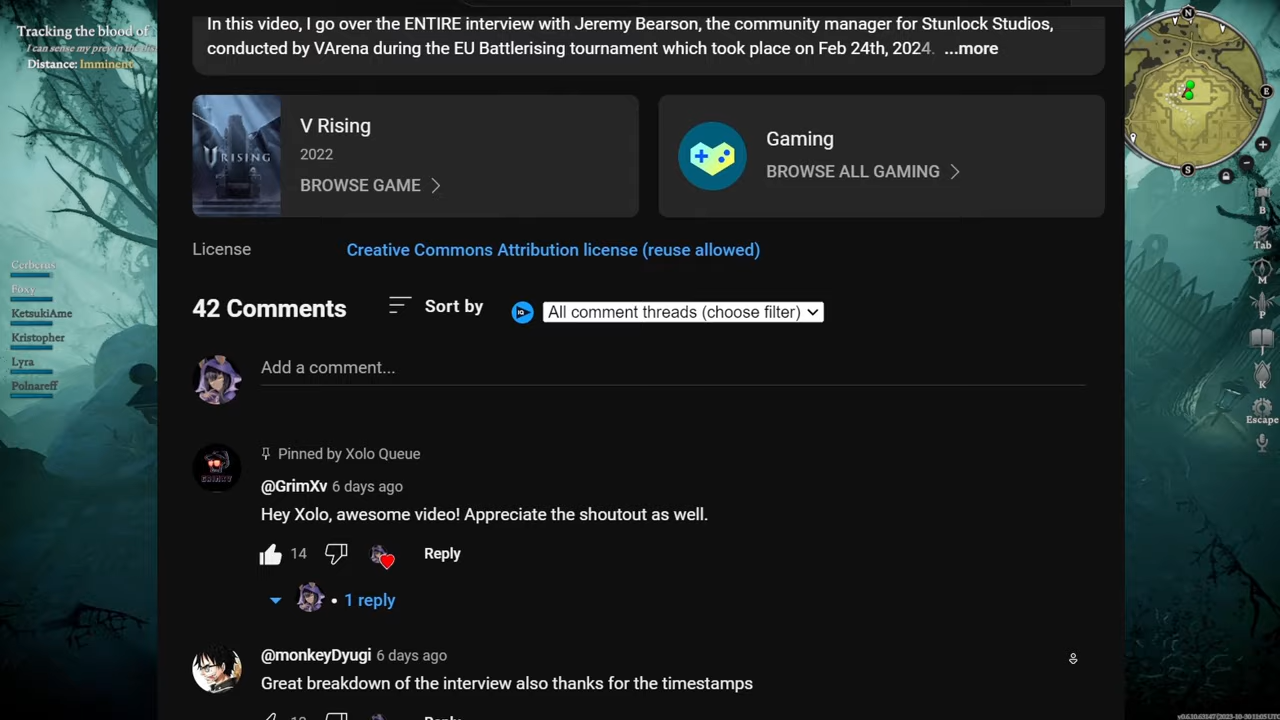 Tracking the blood of
Distance: Imminent
In this video, I go over the ENTIRE interview with Jeremy Bearson, the community manager for Stunlock Studios,
conducted by VArena during the EU Battlerising tournament which took place on Feb 24th, 2024. ...more
V RISING
V Rising
2022
BROWSE GAME
Gaming
BROWSE ALL GAMING
License
Creative Commons Attribution license (reuse allowed)
42 Comments
Sort by
IQ
All comment threads (choose filter)
Add a comment...
Pinned by Xolo Queue
@GrimXv 6 days ago
Hey Xolo, awesome video! Appreciate the shoutout as well.
14
Reply
• 1 reply
@monkeyDyugi 6 days ago
Great breakdown of the interview also thanks for the timestamps
Reply
Cerberus
Foxy
KetsukiAme
Kristopher
Lyra
Polnareff
N
E
S
B
Tab
M
P
K
Escape